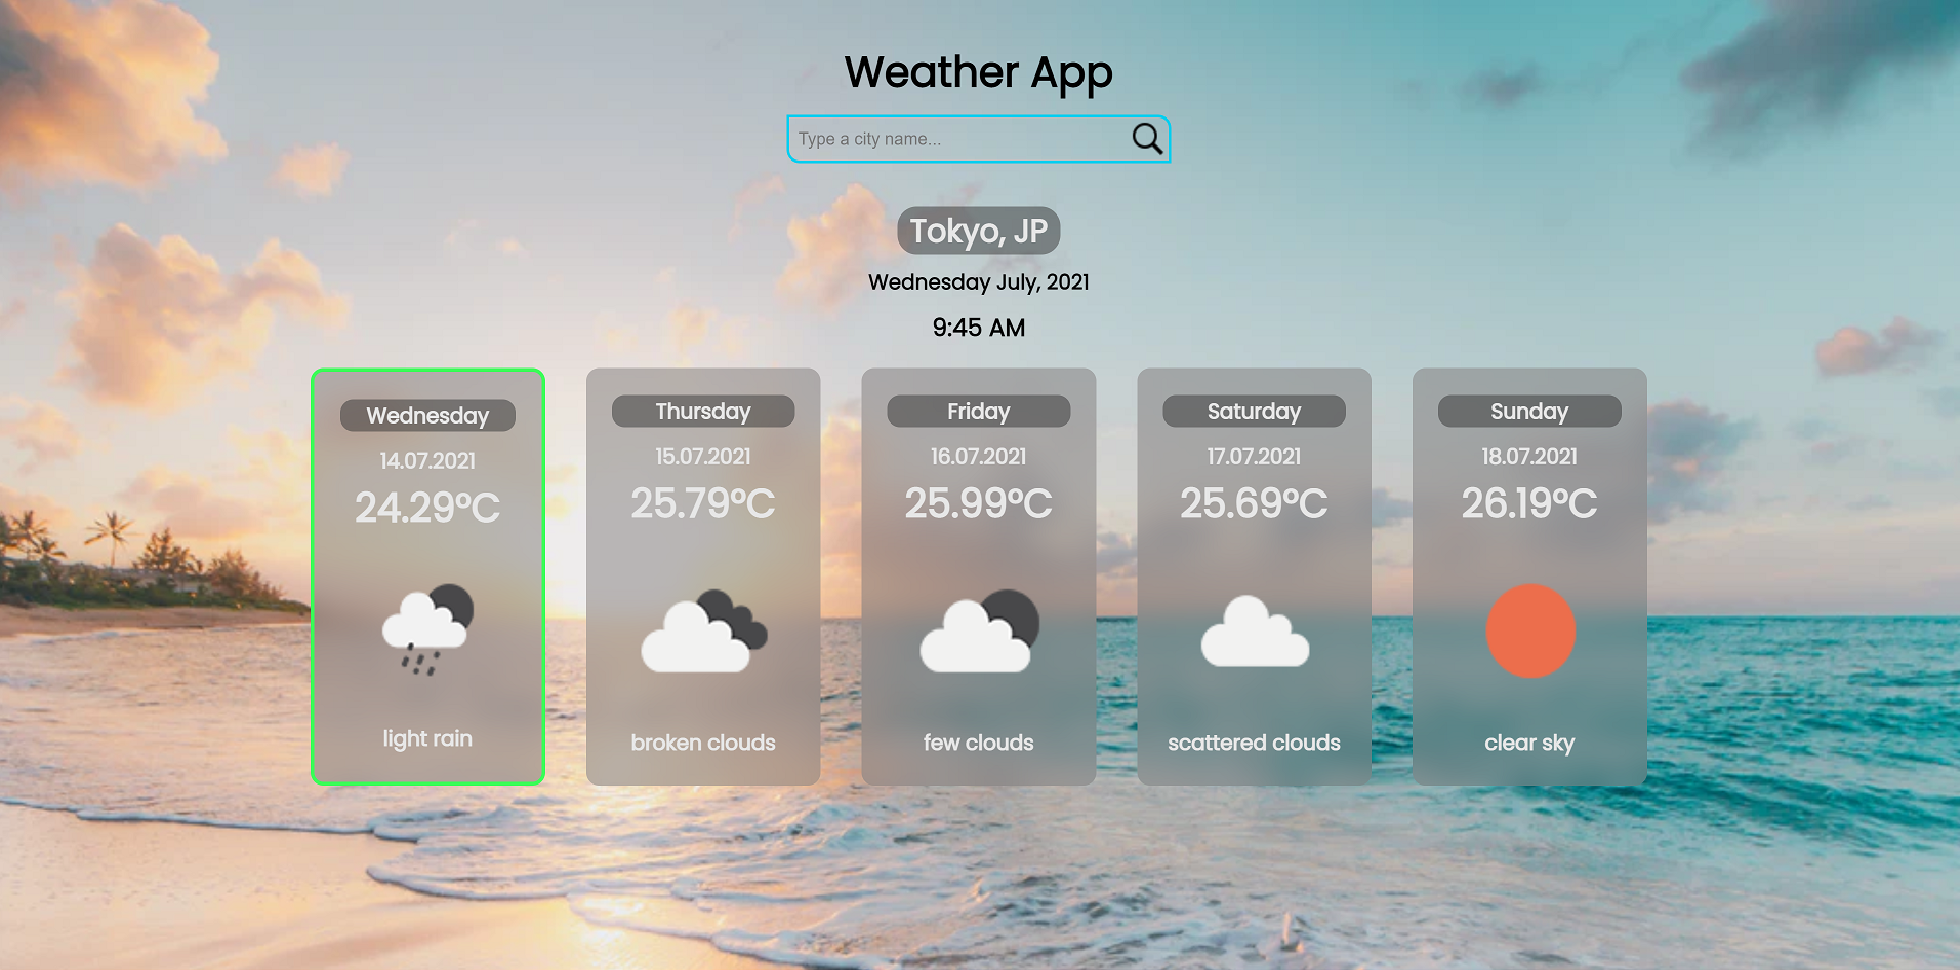 Weather App
Type a city name...
Tokyo, JP
Wednesday July, 2021
9:45 AM
Wednesday
14.07.2021
24.29°C
light rain
Thursday
15.07.2021
25.79°C
broken clouds
Friday
16.07.2021
25.99°C
few clouds
Saturday
17.07.2021
25.69°C
scattered clouds
Sunday
18.07.2021
26.19°C
clear sky